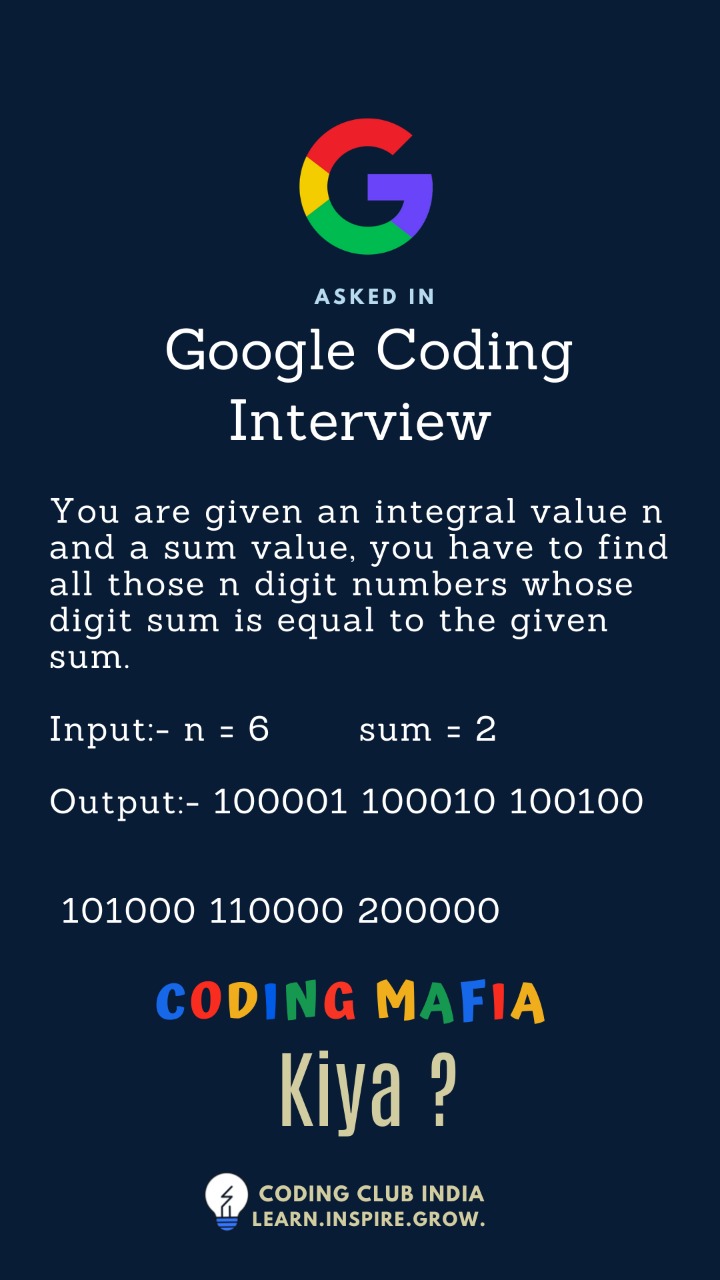 ASKED IN
Google Coding
Interview
You are given an integral value n
and a sum value, you have to find
all those n digit numbers whose
digit sum is equal to the given
sum.
Input:- n = 6 sum = 2
Output:- 100001 100010 100100
101000 110000 200000
CODING MAFIA
Kiya ?
CODING CLUB INDIA
LEARN.INSPIRE.GROW.